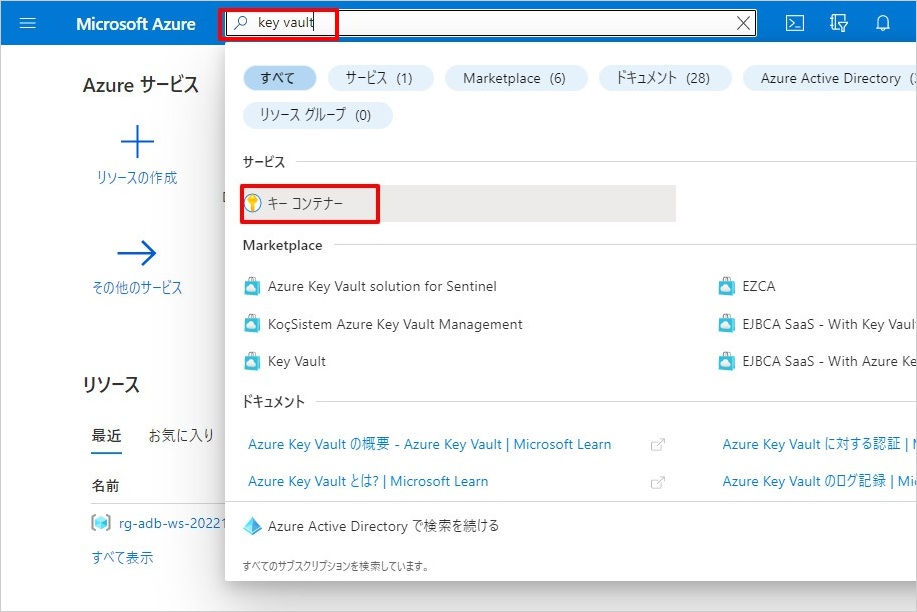 Microsoft Azure
key vault
すべて
サービス (1)
Marketplace (6)
ドキュメント (28)
Azure Active Directory
リソース グループ (0)
Azure サービス
リソースの作成
その他のサービス
サービス
キー コンテナー
Marketplace
Azure Key Vault solution for Sentinel
EZCA
KoçSistem Azure Key Vault Management
EJBCA SaaS - With Key Vaul
Key Vault
EJBCA SaaS - With Azure Ke
ドキュメント
Azure Key Vault の概要 - Azure Key Vault | Microsoft Learn
Azure Key Vault に対する認証 |
Azure Key Vault とは? | Microsoft Learn
Azure Key Vault のログ記録 | Mi
Azure Active Directory で検索を続ける
すべてのサブスクリプションを検索しています。
リソース
最近
お気に入り
名前
rg-adb-ws-20221
すべて表示